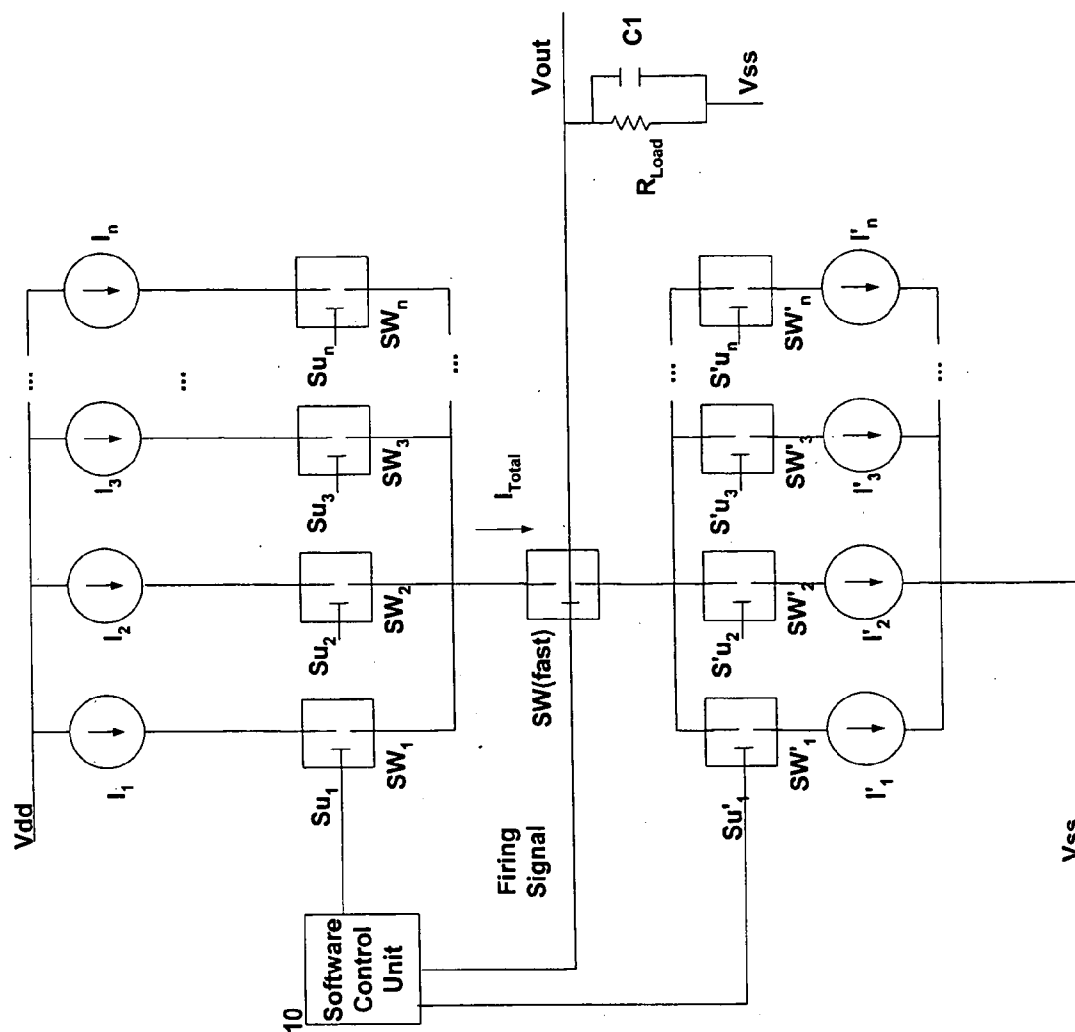 Vdd
I₁
I₂
I₃
...
Iₙ
...
Su₁
SW₁
Su₂
SW₂
Su₃
SW₃
Suₙ
SWₙ
...
10
Software
Control
Unit
Firing
Signal
SW(fast)
I_Total
Vout
C1
R_Load
Vss
Su'₁
SW'₁
S'u₂
SW'₂
S'u₃
SW'₃
...
S'uₙ
SW'ₙ
I'₁
I'₂
I'₃
I'ₙ
...
Vss